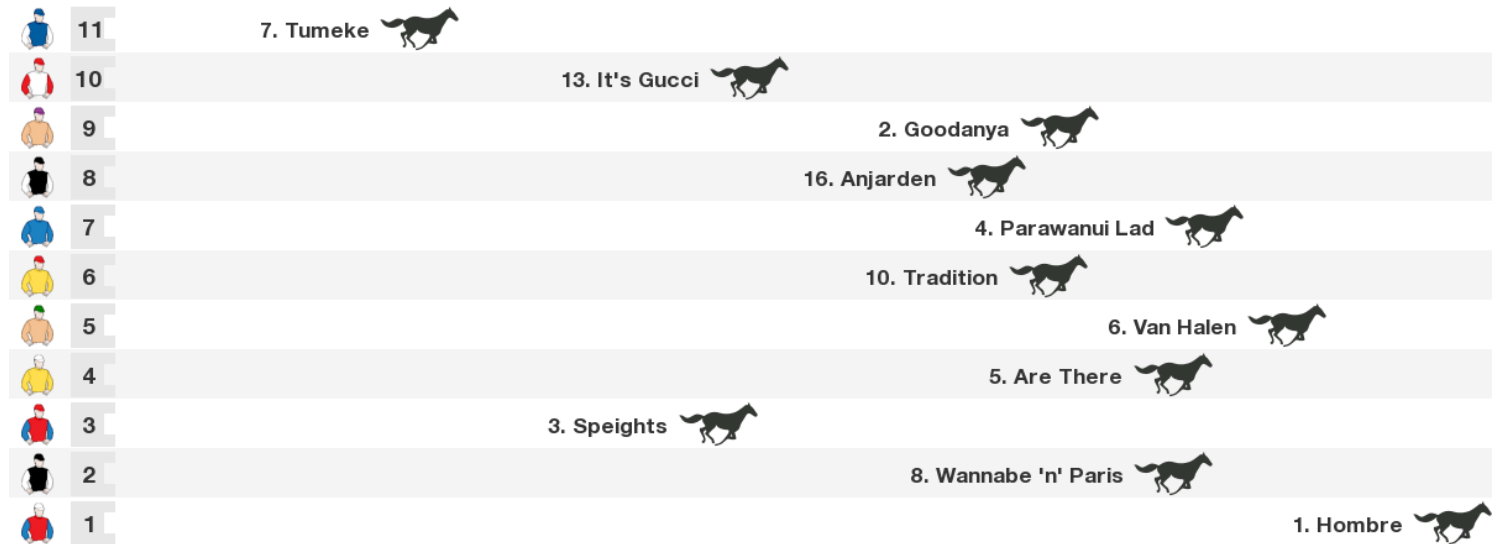 11 7. Tumeke
10 13. It's Gucci
9 2. Goodanya
8 16. Anjarden
7 4. Parawanui Lad
6 10. Tradition
5 6. Van Halen
4 5. Are There
3 3. Speights
2 8. Wannabe 'n' Paris
1 1. Hombre